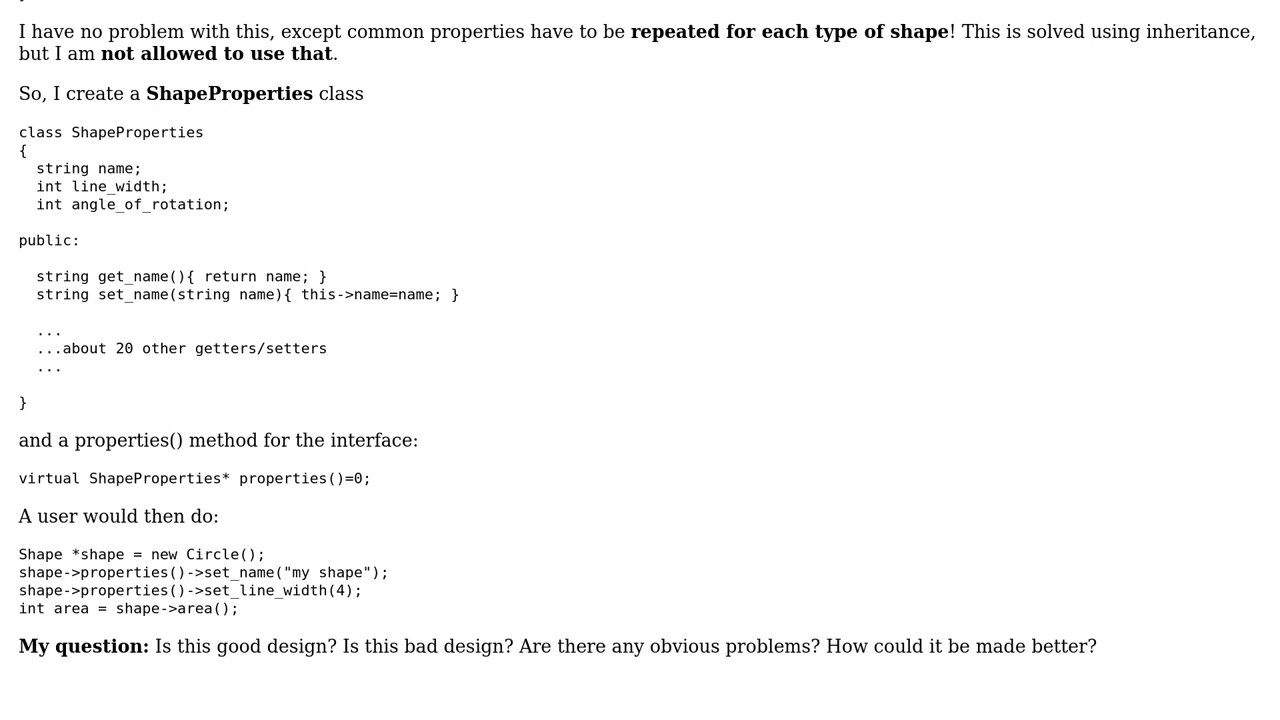 I have no problem with this, except common properties have to be repeated for each type of shape! This is solved using inheritance,
but I am not allowed to use that.
So, I create a ShapeProperties class
class ShapeProperties
{
  string name;
  int line_width;
  int angle_of_rotation;
public:
  string get_name(){ return name; }
  string set_name(string name){ this->name=name; }
  ...
  ...about 20 other getters/setters
  ...
}
and a properties() method for the interface:
virtual ShapeProperties* properties()=0;
A user would then do:
Shape *shape = new Circle();
shape->properties()->set_name("my shape");
shape->properties()->set_line_width(4);
int area = shape->area();
My question: Is this good design? Is this bad design? Are there any obvious problems? How could it be made better?